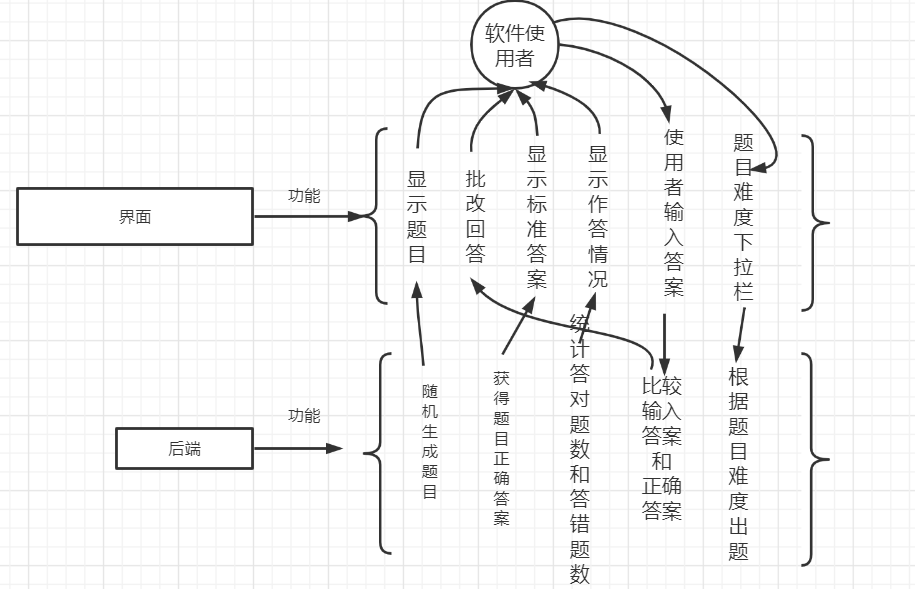 软件使
用者
界面
功能
显示题目
批改回答
显示标准答案
显示作答情况
使用者输入答案
题目难度下拉栏
后端
功能
随机生成题目
获得题目正确答案
统计答对题数和答错题数
比较
输入
答案
和
正确
答案
根据题目难度出题